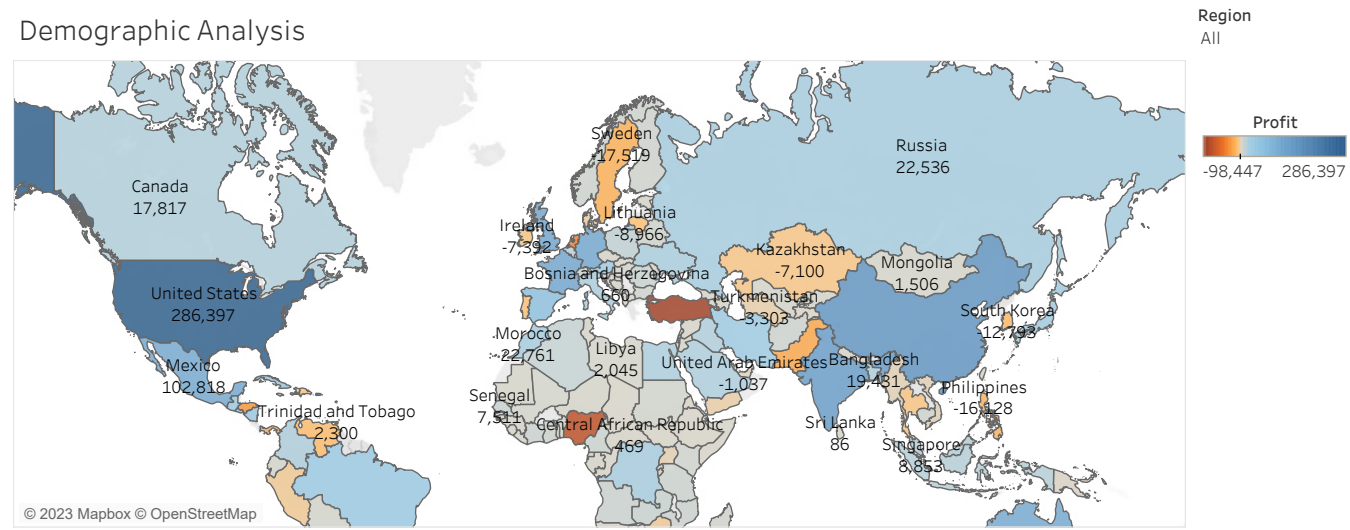 Demographic Analysis
Region
All
Profit
-98,447 286,397
Canada
17,817
United States
286,397
Mexico
102,818
Trinidad and Tobago
2,300
Sweden
-17,519
Ireland
-7,392
Lithuania
-8,966
Bosnia and Herzegovina
660
Russia
22,536
Kazakhstan
-7,100
Mongolia
1,506
Turkmenistan
-3,303
South Korea
-12,793
Morocco
22,761
Libya
2,045
United Arab Emirates
-1,037
Bangladesh
19,431
Senegal
7,511
Central African Republic
469
Sri Lanka
86
Philippines
-16,128
Singapore
8,853
© 2023 Mapbox © OpenStreetMap